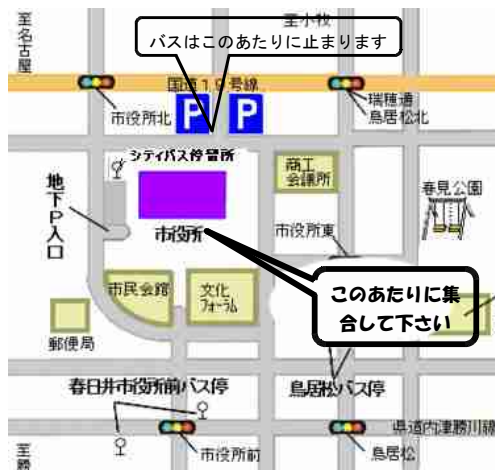 至小牧
至名古屋
バスはこのあたりに止まります
国道19号線
市役所北
P P
瑞穂通
鳥居松北
シティバス停留所
商工
会議所
春見公園
地下P入口
市役所
市役所東
このあたりに集
合して下さい
市民会館
文化
フォーラム
郵便局
春日井市役所前バス停
鳥居松バス停
県道内津勝川線
市役所前
鳥居松
至勝